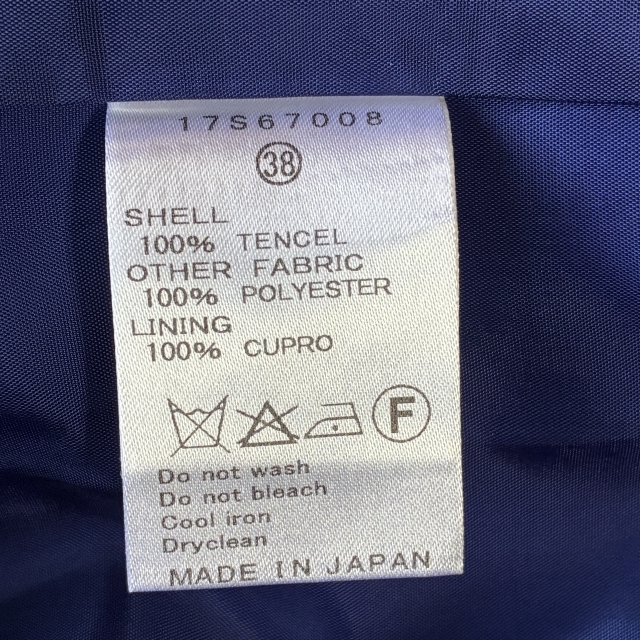 17S67008
38
SHELL
100% TENCEL
OTHER FABRIC
100% POLYESTER
LINING
100% CUPRO
F
Do not wash
Do not bleach
Cool iron
Dryclean
MADE IN JAPAN